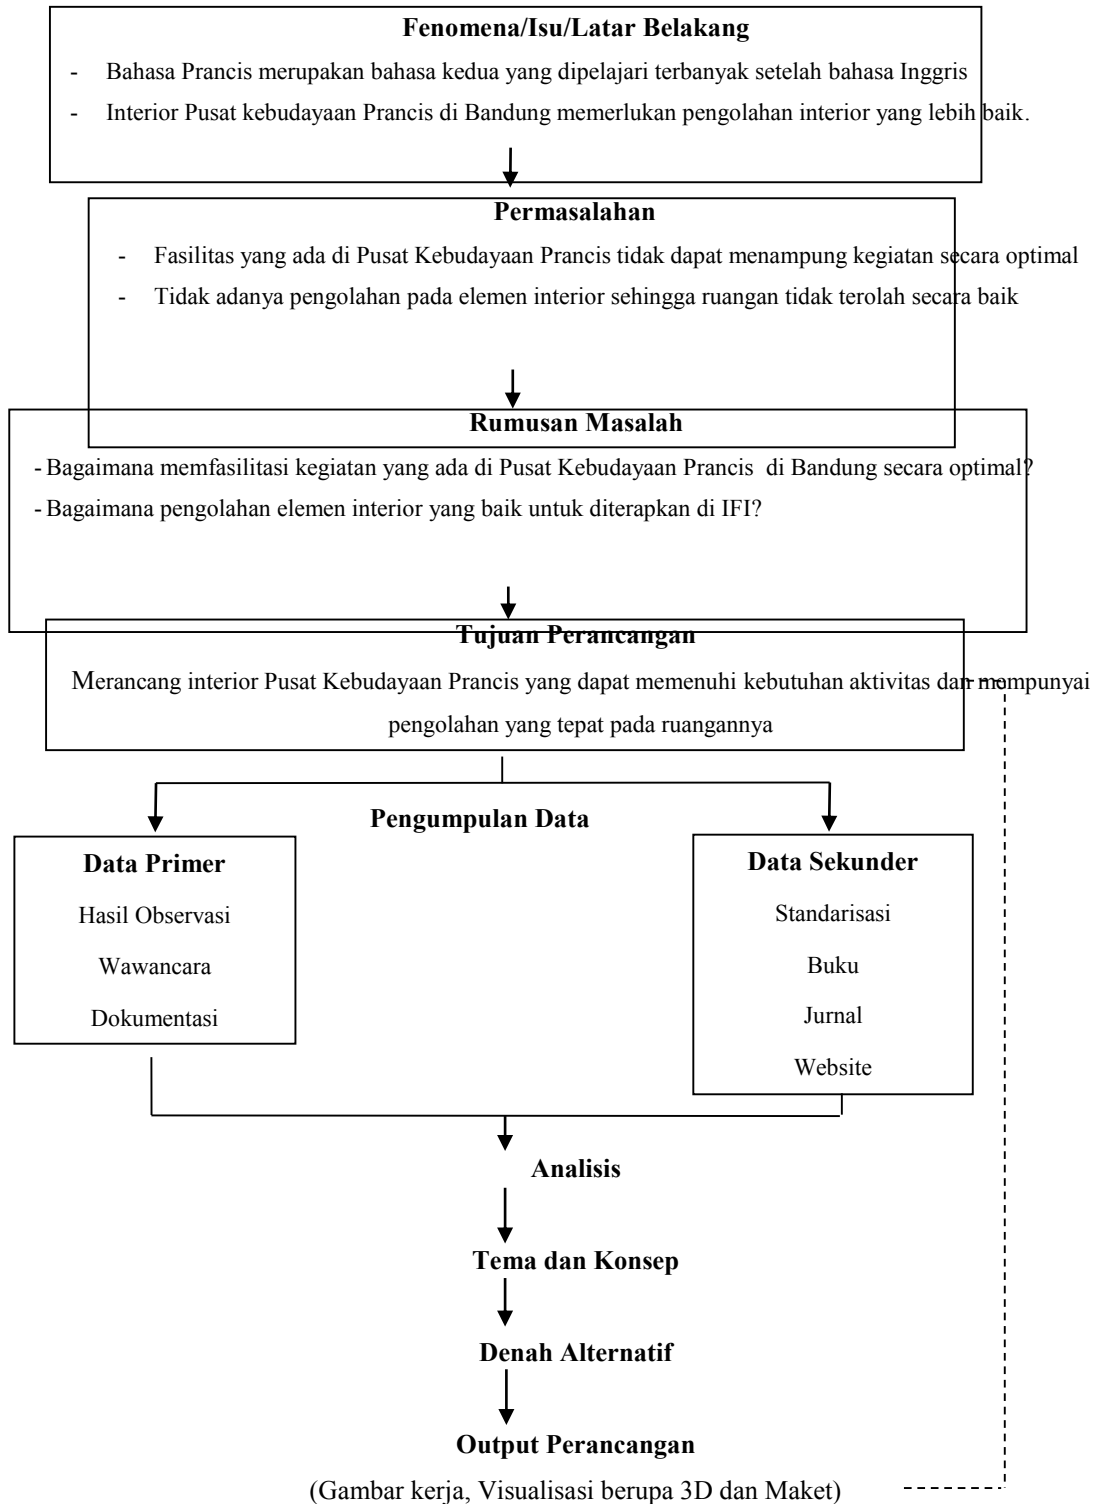 Fenomena/Isu/Latar Belakang
- Bahasa Prancis merupakan bahasa kedua yang dipelajari terbanyak setelah bahasa Inggris
- Interior Pusat kebudayaan Prancis di Bandung memerlukan pengolahan interior yang lebih baik.
Permasalahan
- Fasilitas yang ada di Pusat Kebudayaan Prancis tidak dapat menampung kegiatan secara optimal
- Tidak adanya pengolahan pada elemen interior sehingga ruangan tidak terolah secara baik
Rumusan Masalah
- Bagaimana memfasilitasi kegiatan yang ada di Pusat Kebudayaan Prancis di Bandung secara optimal?
- Bagaimana pengolahan elemen interior yang baik untuk diterapkan di IFI?
Tujuan Perancangan
Merancang interior Pusat Kebudayaan Prancis yang dapat memenuhi kebutuhan aktivitas dan mempunyai
pengolahan yang tepat pada ruangannya
Pengumpulan Data
Data Primer
Hasil Observasi
Wawancara
Dokumentasi
Data Sekunder
Standarisasi
Buku
Jurnal
Website
Analisis
Tema dan Konsep
Denah Alternatif
Output Perancangan
(Gambar kerja, Visualisasi berupa 3D dan Maket)